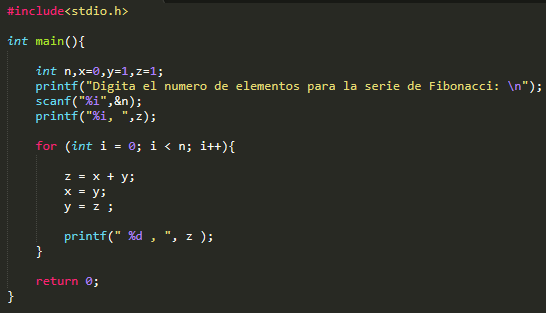 #include<stdio.h>
int main(){
int n,x=0,y=1,z=1;
printf("Digita el numero de elementos para la serie de Fibonacci: \n");
scanf("%i",&n);
printf("%i, ",z);
for (int i = 0; i < n; i++){
z = x + y;
x = y;
y = z ;
printf(" %d , ", z );
}
return 0;
}